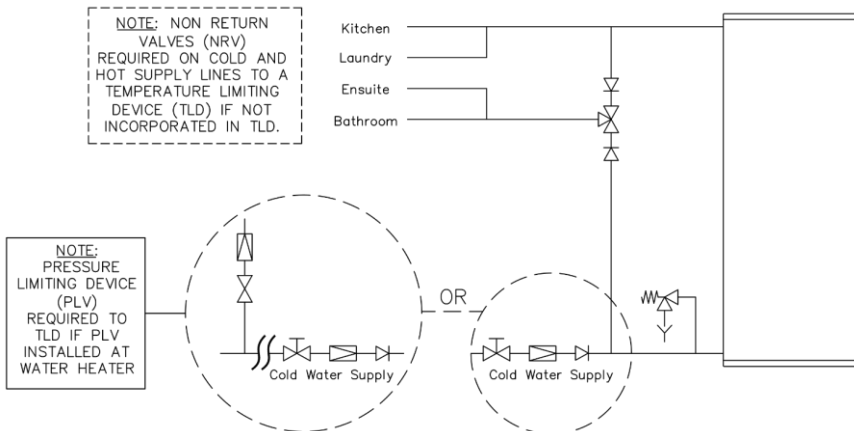 NOTE: NON RETURN
VALVES (NRV)
REQUIRED ON COLD AND
HOT SUPPLY LINES TO A
TEMPERATURE LIMITING
DEVICE (TLD) IF NOT
INCORPORATED IN TLD.
Kitchen
Laundry
Ensuite
Bathroom
NOTE:
PRESSURE
LIMITING DEVICE
(PLV)
REQUIRED TO
TLD IF PLV
INSTALLED AT
WATER HEATER
OR
Cold Water Supply
Cold Water Supply